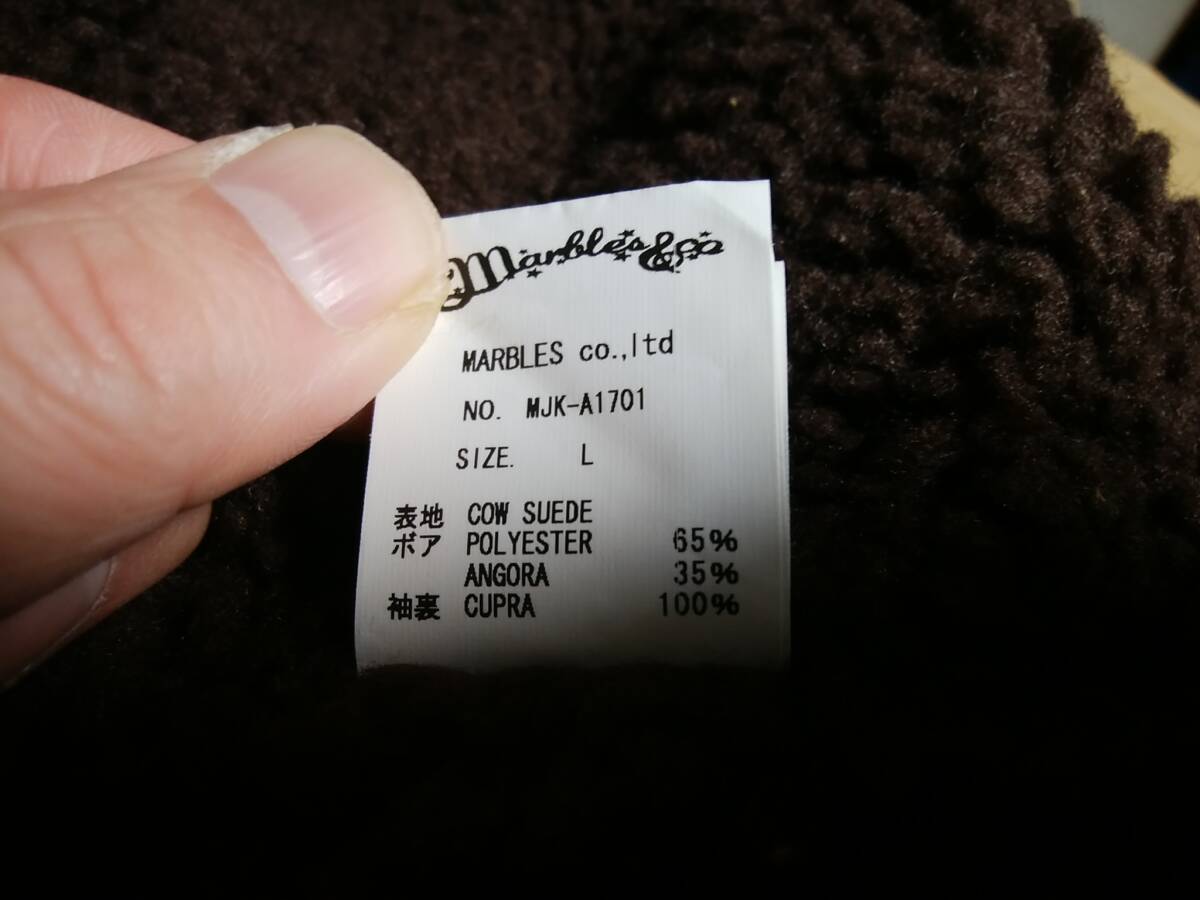 Marbles & co
MARBLES co.,ltd
NO. MJK-A1701
SIZE. L
表地 COW SUEDE
ボア POLYESTER 65%
ANGORA 35%
袖裏 CUPRA 100%